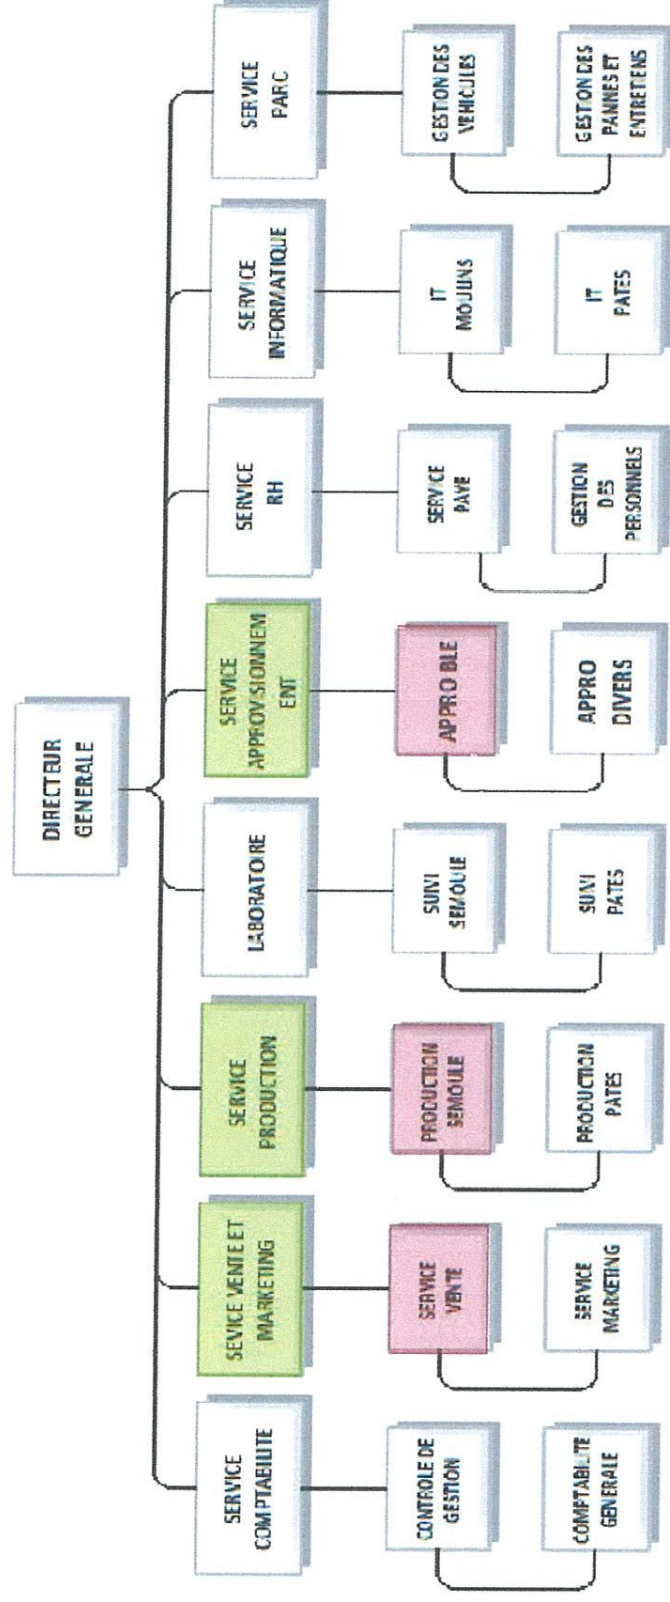 DIRECTEUR
GENERALE
SERVICE
COMPTABILITE
SEVICE VENTE ET
MARKETING
SERVICE
PRODUCTION
LABORATOIRE
SERVICE
APPROVISIONNEM
ENT
SERVICE
RH
SERVICE
INFORMATIQUE
SERVICE
PARC
CONTROLE DE
GESTION
SERVICE
VENTE
PRODUCTION
SEMOULE
SUIVI
SEMOULE
APPRO BLE
SERVICE
PAYE
IT
MOULINS
GESTION DES
VEHICULES
COMPTABILITE
GENERALE
SERVICE
MARKETING
PRODUCTION
PATES
SUIVI
PATES
APPRO
DIVERS
GESTION
DES
PERSONNELS
IT
PATES
GESTION DES
PANNES ET
ENTRETIENS